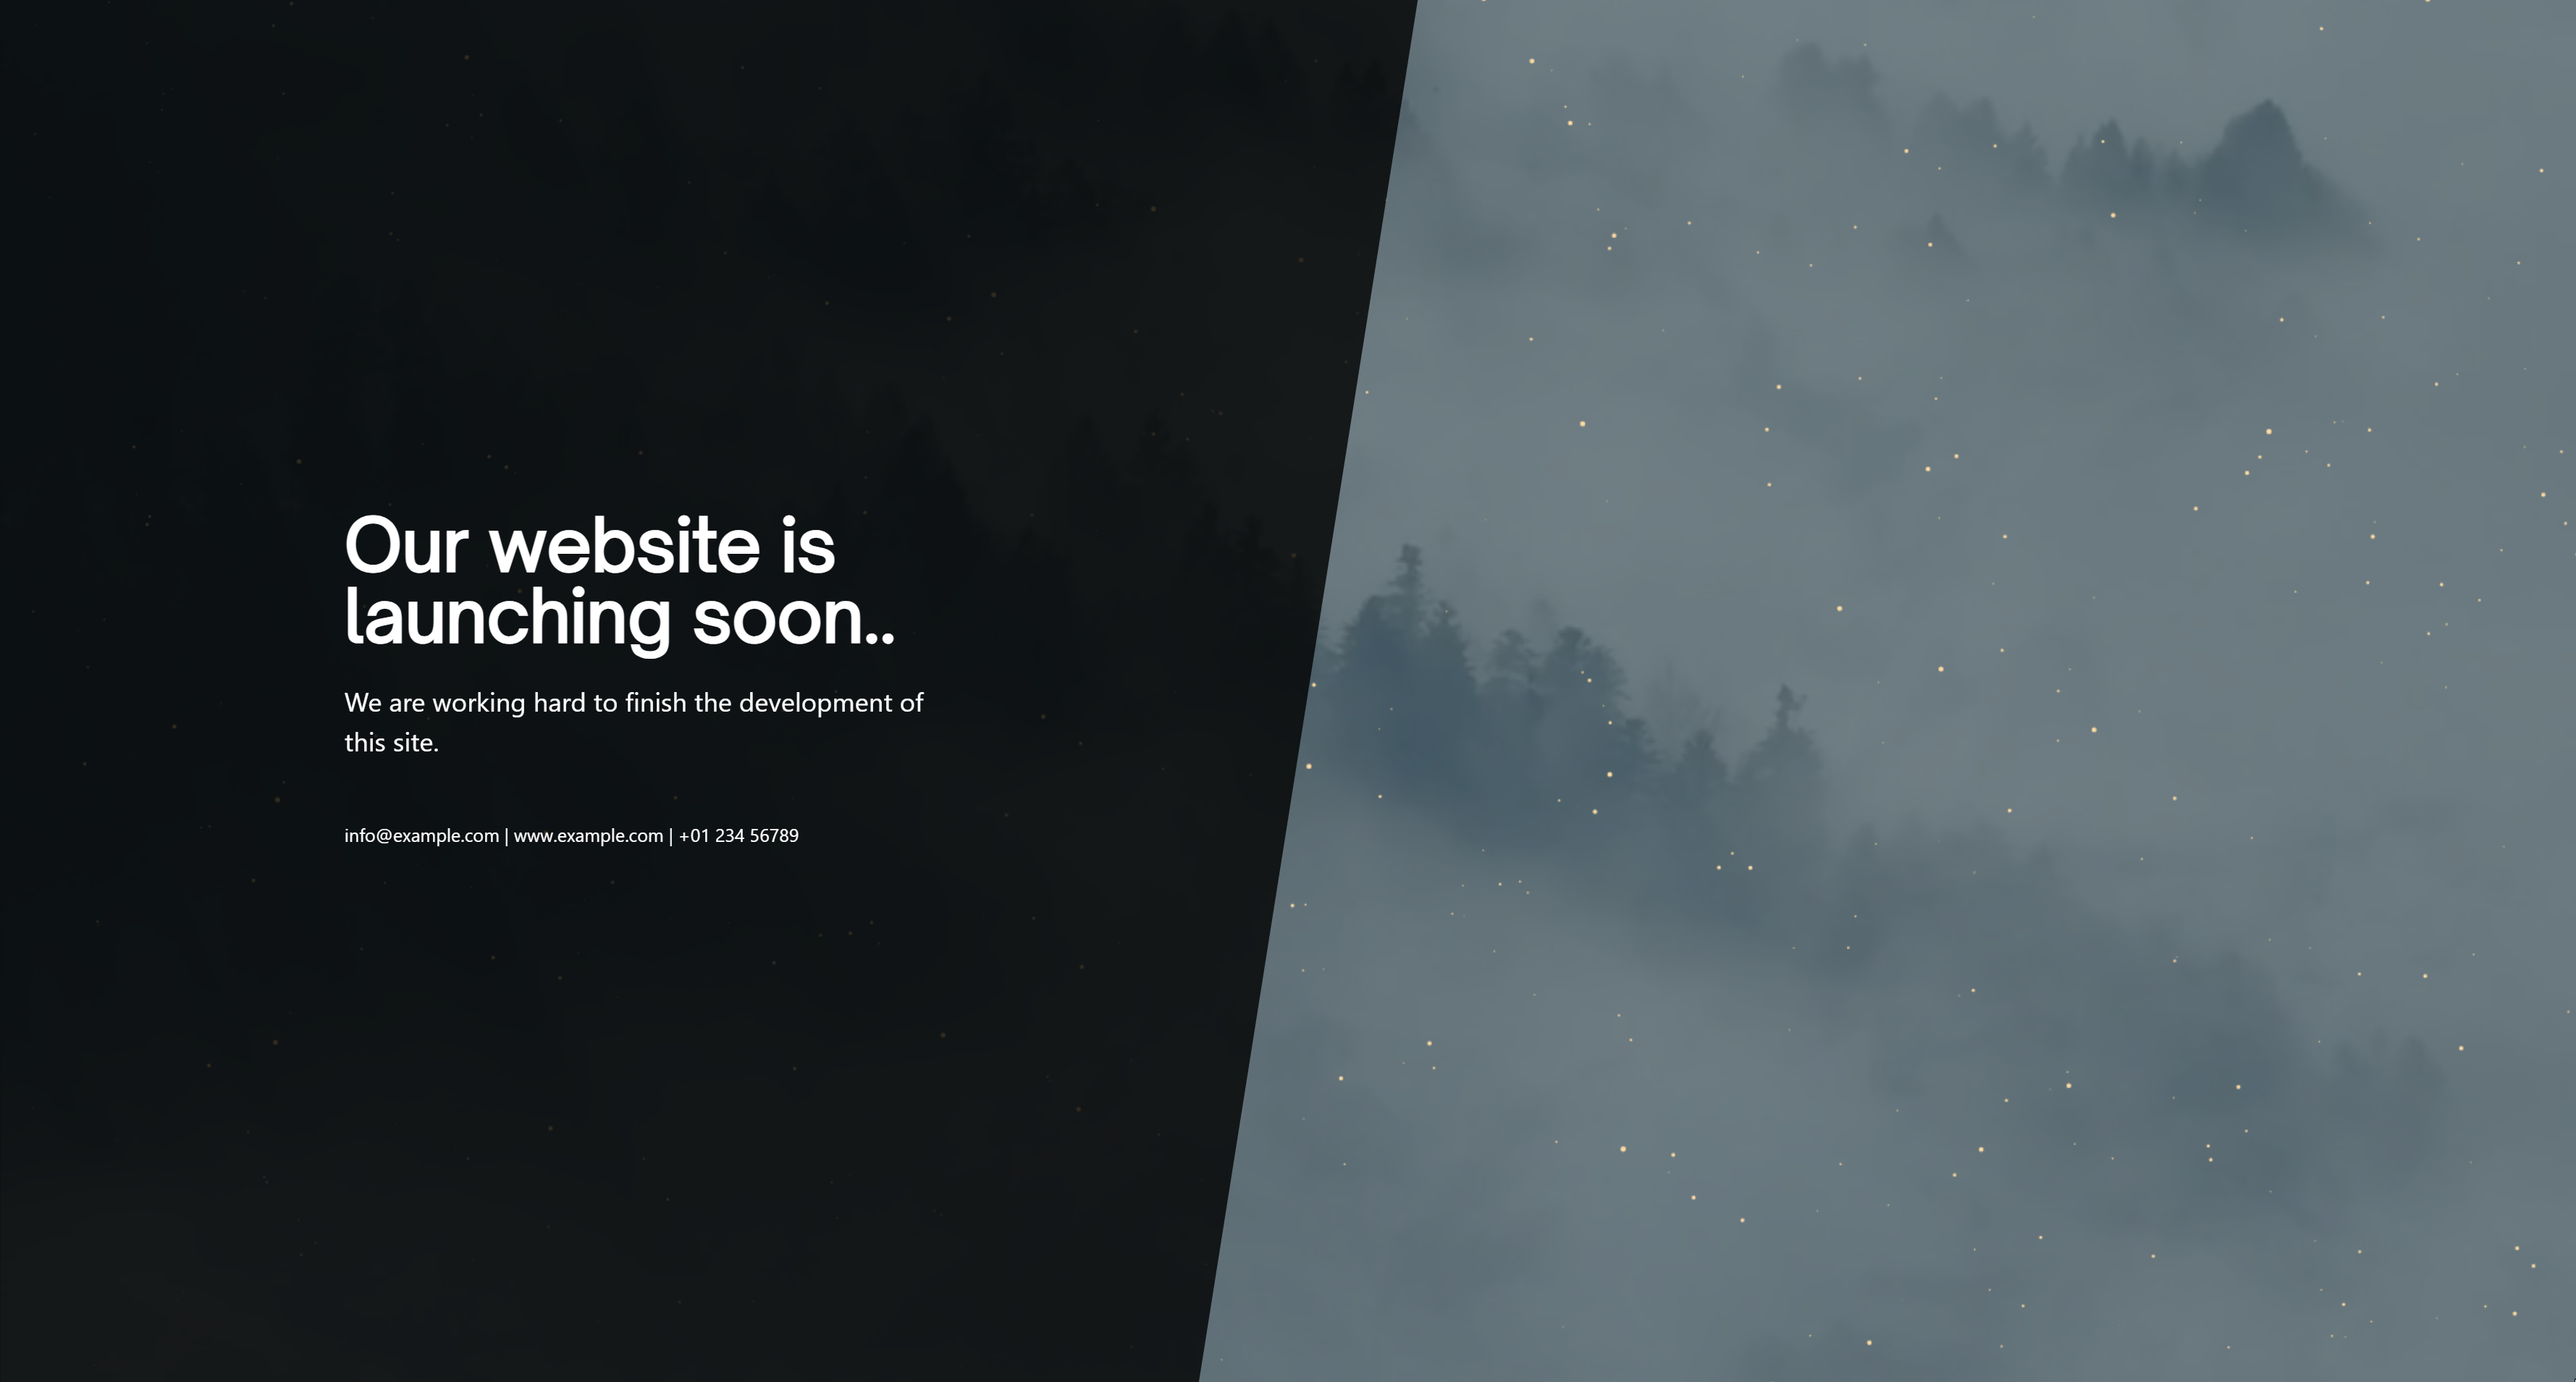 Our website is
launching soon..
We are working hard to finish the development of
this site.
info@example.com | www.example.com | +01 234 56789